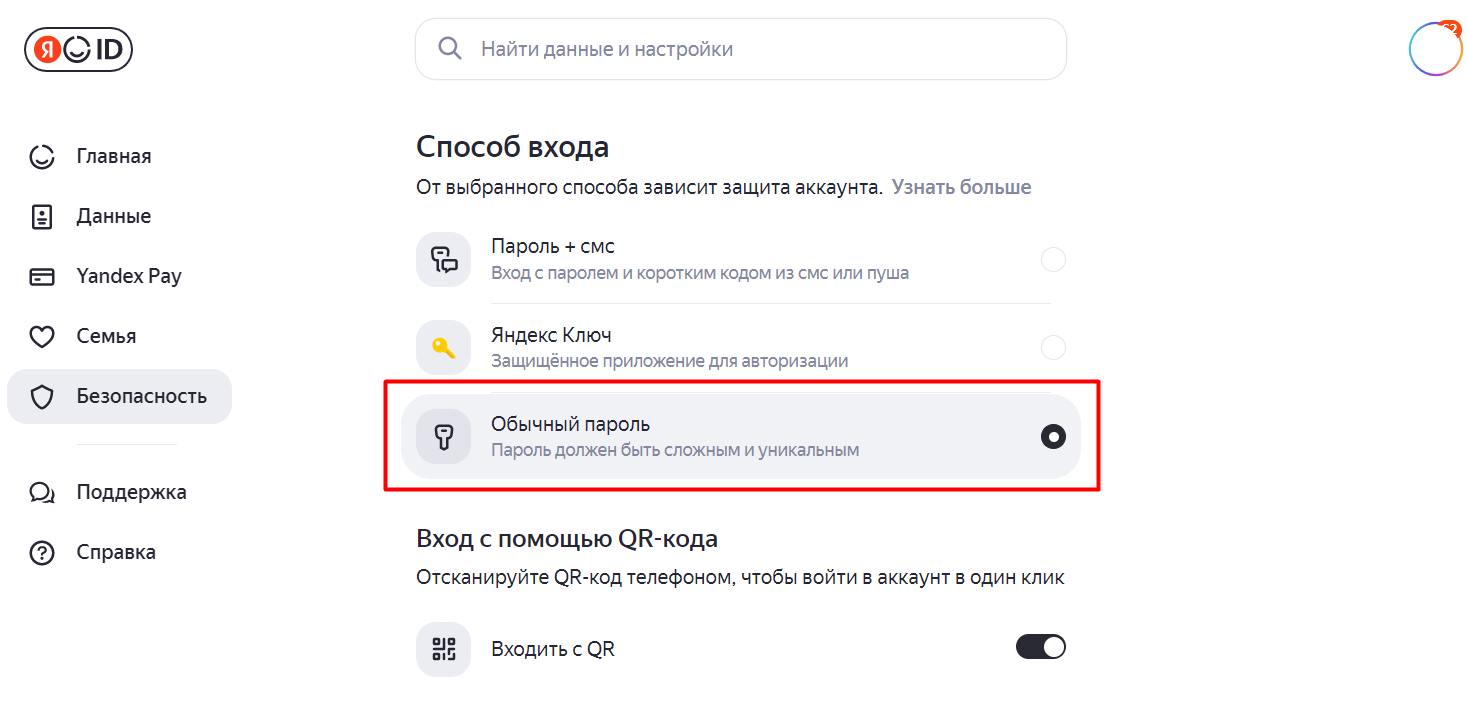 Я ID
Найти данные и настройки
Главная
Данные
Yandex Pay
Семья
Безопасность
Поддержка
Справка
Способ входа
От выбранного способа зависит защита аккаунта. Узнать больше
Пароль + смс
Вход с паролем и коротким кодом из смс или пуша
Яндекс Ключ
Защищённое приложение для авторизации
Обычный пароль
Пароль должен быть сложным и уникальным
Вход с помощью QR-кода
Отсканируйте QR-код телефоном, чтобы войти в аккаунт в один клик
Входить с QR